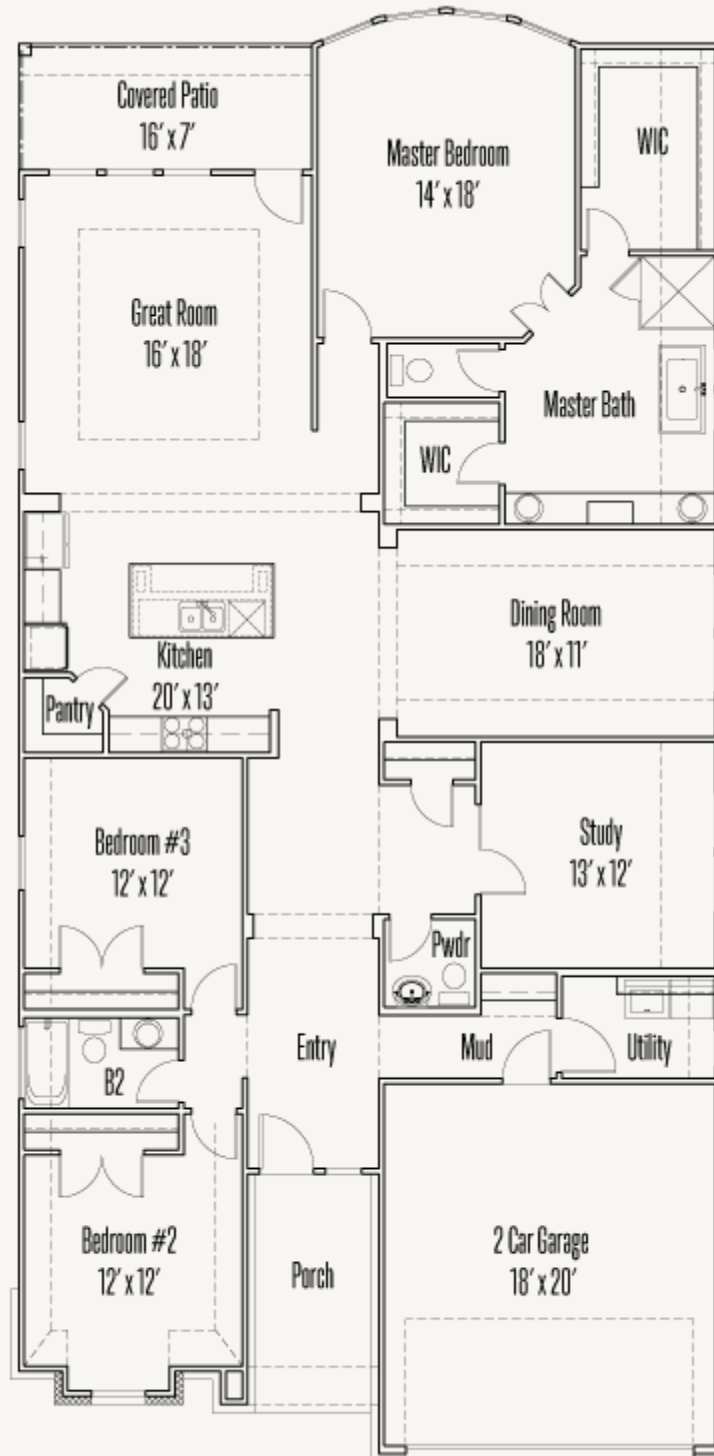 Covered Patio
16' x 7'
Master Bedroom
14' x 18'
WIC
Great Room
16' x 18'
Master Bath
WIC
Dining Room
18' x 11'
Kitchen
20' x 13'
Pantry
Bedroom #3
12' x 12'
Study
13' x 12'
Pwdr
Entry
Mud
Utility
B2
Bedroom #2
12' x 12'
Porch
2 Car Garage
18' x 20'